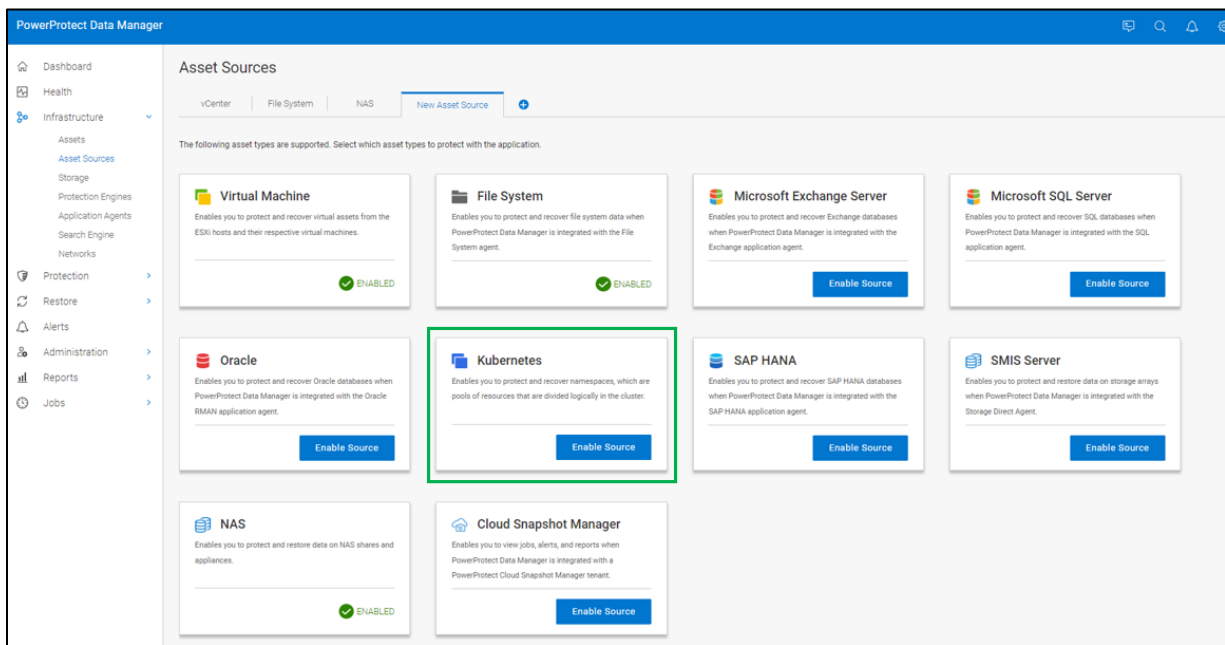 PowerProtect Data Manager
Dashboard
Health
Infrastructure
Assets
Asset Sources
Storage
Protection Engines
Application Agents
Search Engine
Networks
Protection
Restore
Alerts
Administration
Reports
Jobs
Asset Sources
vCenter
File System
NAS
New Asset Source
The following asset types are supported. Select which asset types to protect with the application.
Virtual Machine
Enables you to protect and recover virtual assets from the
ESXi hosts and their respective virtual machines.
ENABLED
File System
Enables you to protect and recover file system data when
PowerProtect Data Manager is integrated with the File
System agent.
ENABLED
Microsoft Exchange Server
Enables you to protect and recover Exchange databases
when PowerProtect Data Manager is integrated with the
Exchange application agent.
Enable Source
Microsoft SQL Server
Enables you to protect and recover SQL databases when
PowerProtect Data Manager is integrated with the SQL
application agent.
Enable Source
Oracle
Enables you to protect and recover Oracle databases when
PowerProtect Data Manager is integrated with the Oracle
RMAN application agent.
Enable Source
Kubernetes
Enables you to protect and recover namespaces, which are
pools of resources that are divided logically in the cluster.
Enable Source
SAP HANA
Enables you to protect and recover SAP HANA databases
when PowerProtect Data Manager is integrated with the
SAP HANA application agent.
Enable Source
SMIS Server
Enables you to protect and restore data on storage arrays
when PowerProtect Data Manager is integrated with the
Storage Direct Agent.
Enable Source
NAS
Enables you to protect and restore data on NAS shares and
appliances.
ENABLED
Cloud Snapshot Manager
Enables you to view jobs, alerts, and reports when
PowerProtect Data Manager is integrated with a
PowerProtect Cloud Snapshot Manager tenant.
Enable Source